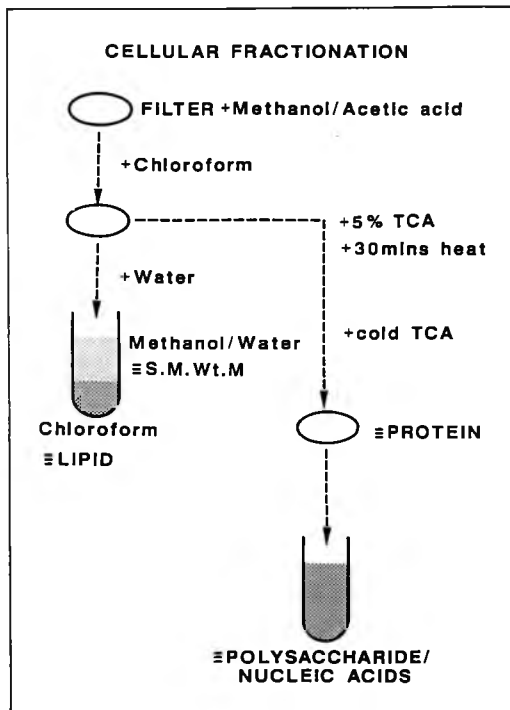 CELLULAR FRACTIONATION
FILTER +Methanol/Acetic acid
+Chloroform
+5% TCA
+30mins heat
+Water
+cold TCA
Methanol/Water
≡S.M.Wt.M
Chloroform
≡LIPID
≡PROTEIN
≡POLYSACCHARIDE/
NUCLEIC ACIDS